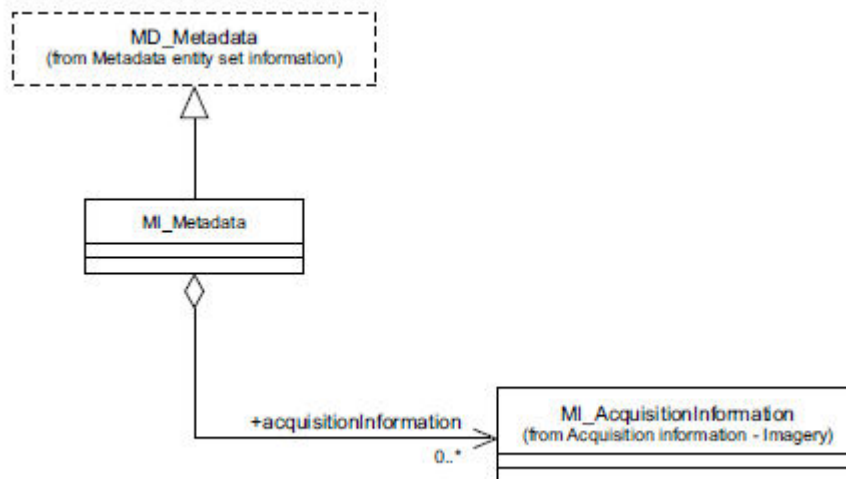 MD_Metadata
(from Metadata entity set information)
MI_Metadata
+acquisitionInformation
0..*
MI_AcquisitionInformation
(from Acquisition information - Imagery)